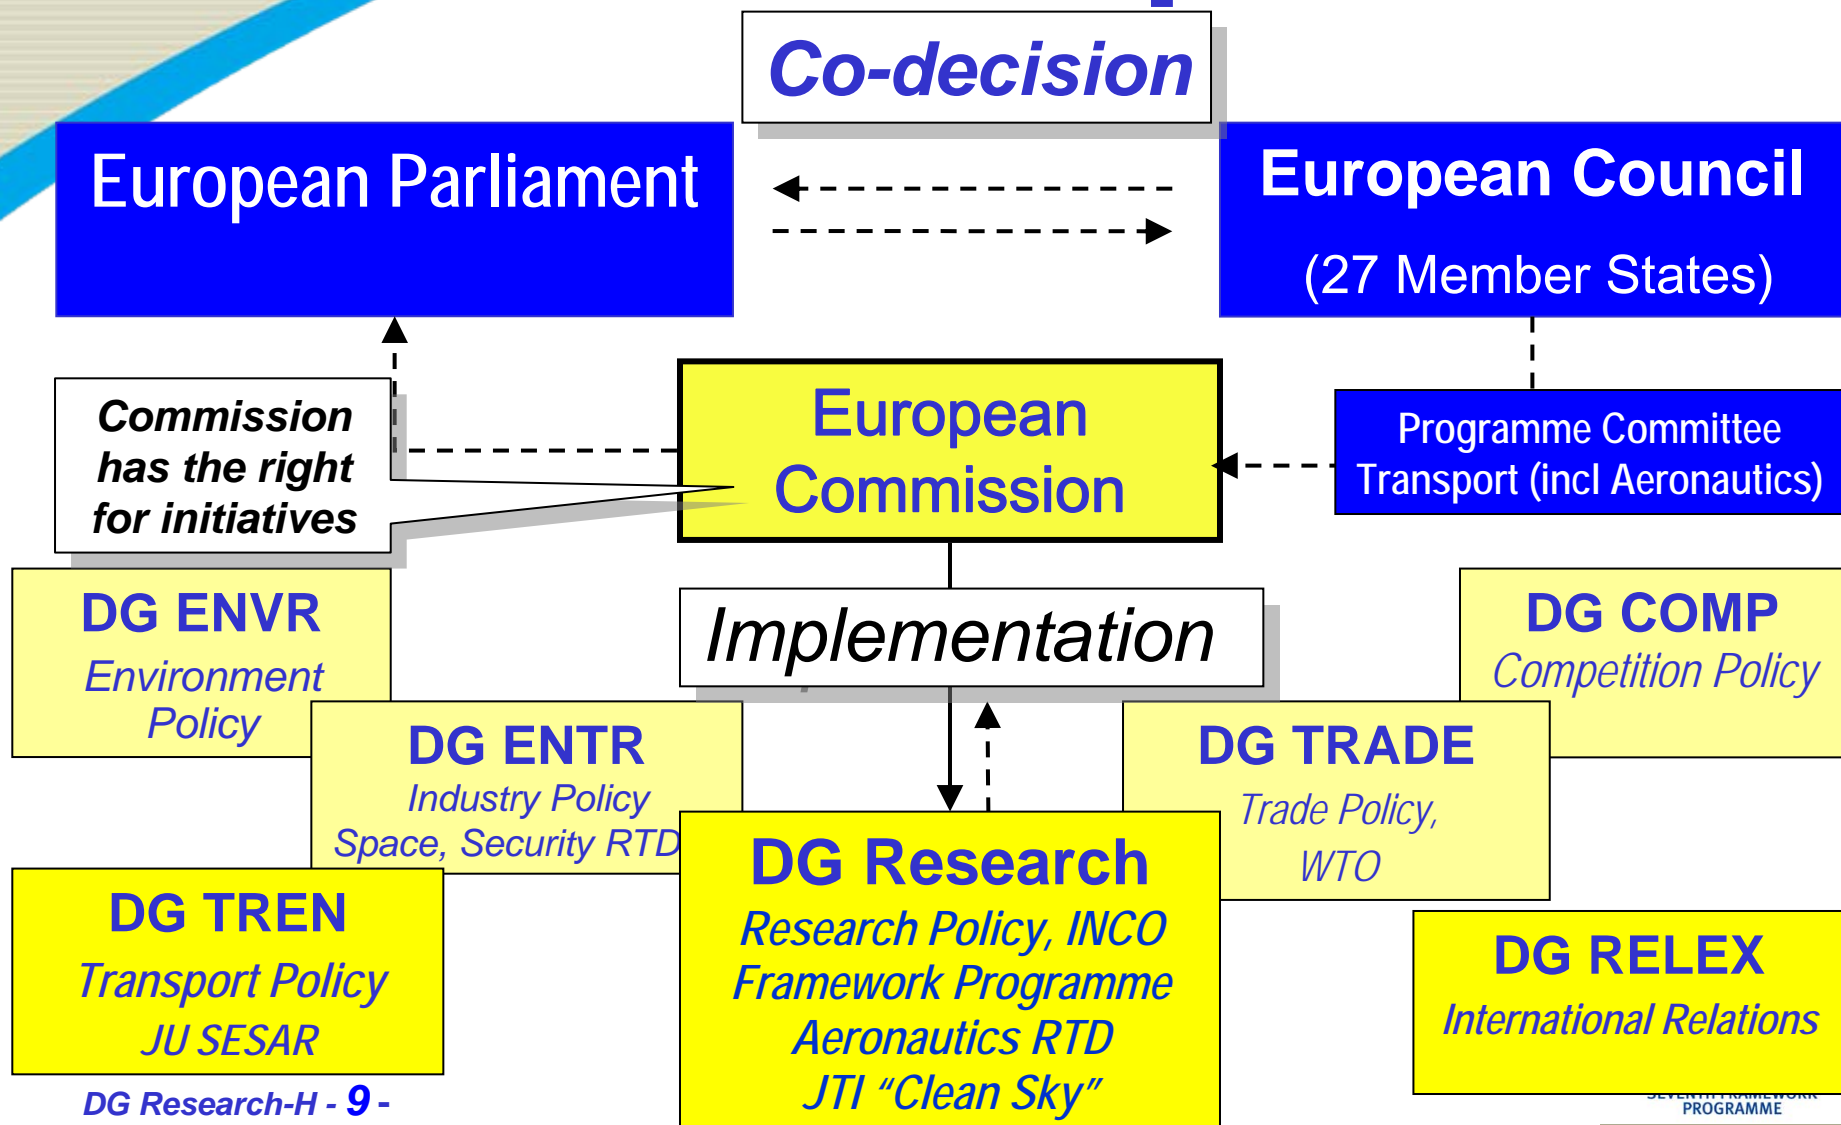 Co-decision
European Parliament
European Council
(27 Member States)
Commission
has the right
for initiatives
European
Commission
Programme Committee
Transport (incl Aeronautics)
Implementation
DG ENVR
Environment
Policy
DG COMP
Competition Policy
DG ENTR
Industry Policy
Space, Security RTD
DG TRADE
Trade Policy,
WTO
DG Research
Research Policy, INCO
Framework Programme
Aeronautics RTD
JTI “Clean Sky”
DG TREN
Transport Policy
JU SESAR
DG RELEX
International Relations
DG Research-H - 9 -
SEVENTH FRAMEWORK
PROGRAMME